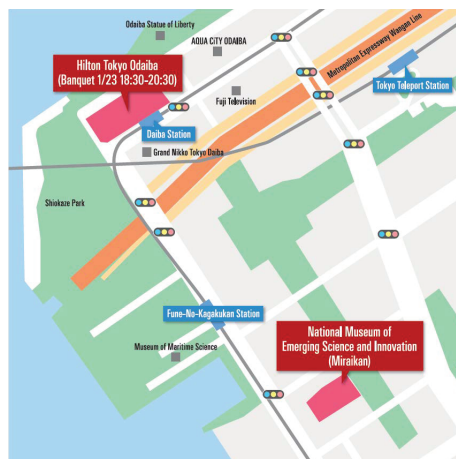 Odaiba Statue of Liberty
AQUA CiTY ODAIBA
Metropolitan Expressway Wangan Line
Hilton Tokyo Odaiba
(Banquet 1/23 18:30-20:30)
Tokyo Teleport Station
Fuji Television
Daiba Station
Grand Nikko Tokyo Daiba
Shiokaze Park
Fune-No-Kagakukan Station
National Museum of
Emerging Science and Innovation
(Miraikan)
Museum of Maritime Science